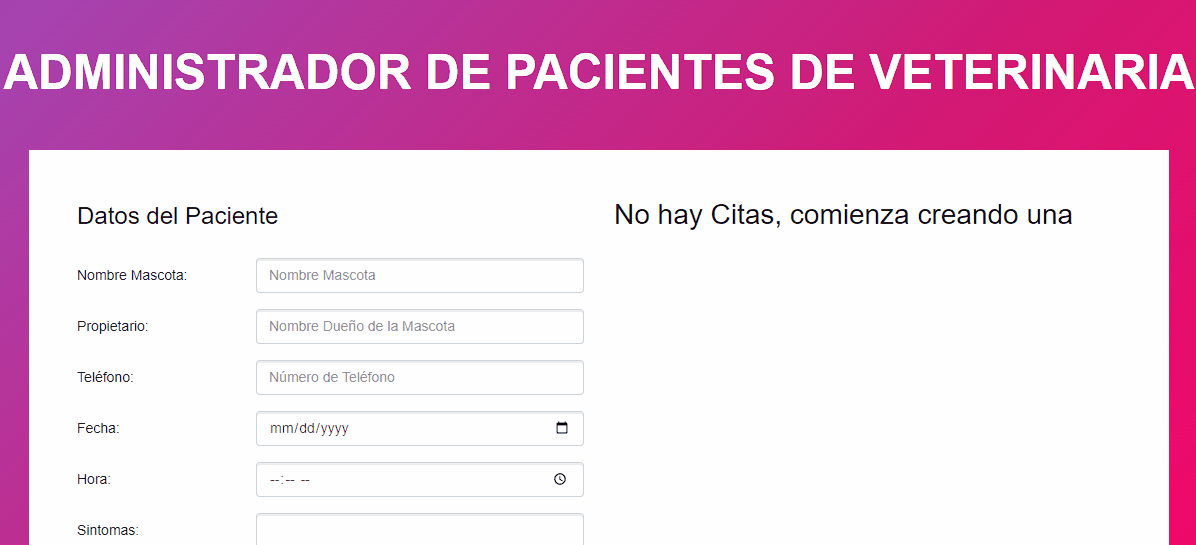 ADMINISTRADOR DE PACIENTES DE VETERINARIA
Datos del Paciente
No hay Citas, comienza creando una
Nombre Mascota:
Nombre Mascota
Propietario:
Nombre Dueño de la Mascota
Teléfono:
Número de Teléfono
Fecha:
mm/dd/yyyy
Hora:
--:-- --
Sintomas: